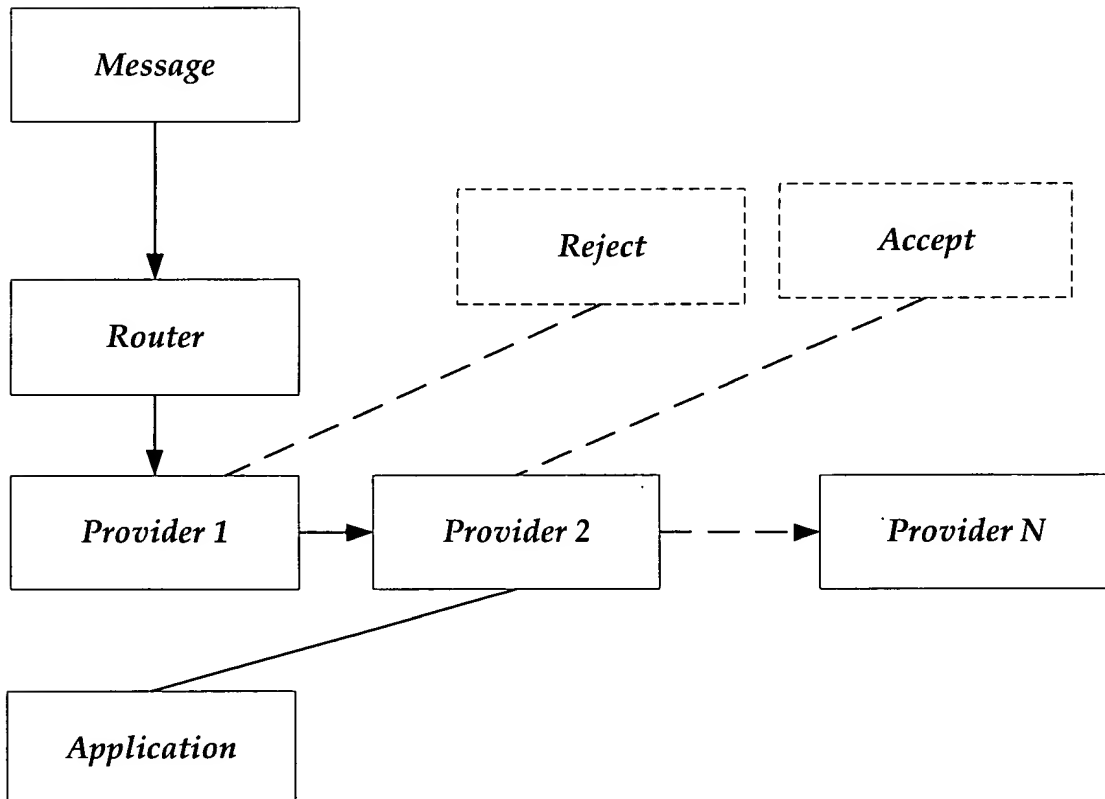 Message
Reject
Accept
Router
Provider 1
Provider 2
Provider N
Application